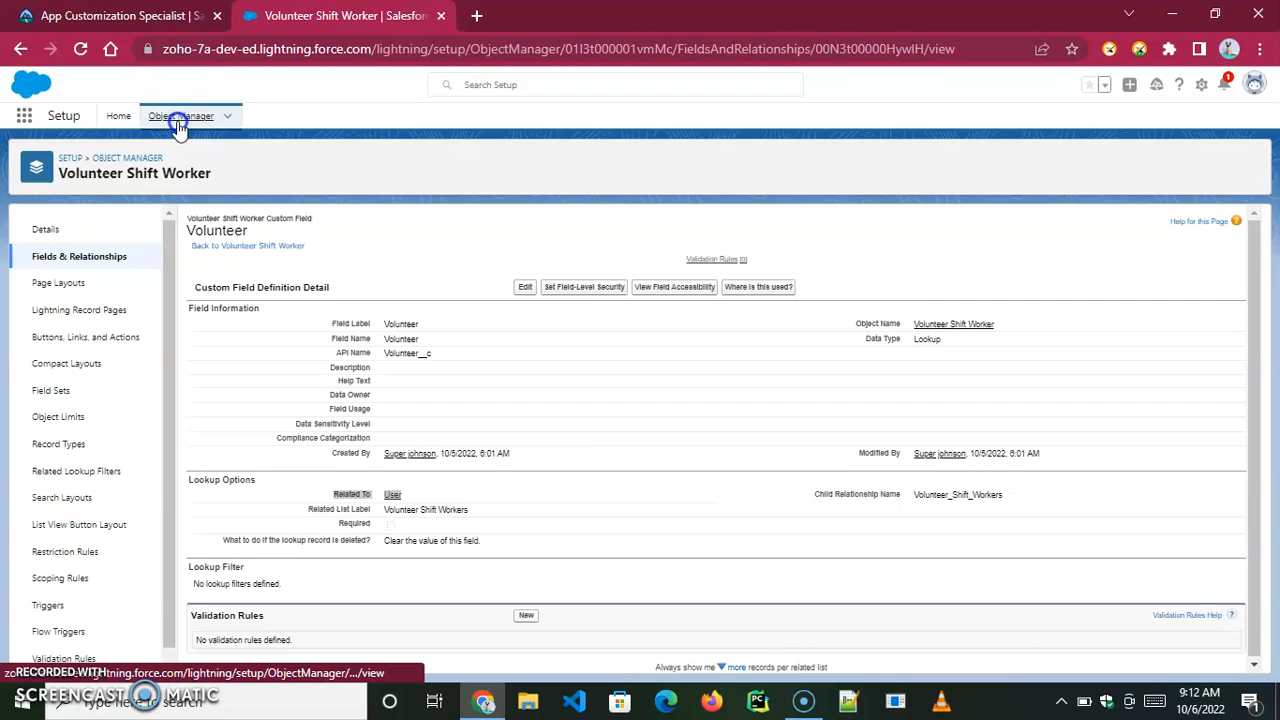 App Customization Specialist | Sa
Volunteer Shift Worker | Salesfor
zoho-7a-dev-ed.lightning.force.com/lightning/setup/ObjectManager/01I3t000001vmMc/FieldsAndRelationships/00N3t00000HywIH/view
Search Setup
1
Setup
Home
Object Manager
SETUP > OBJECT MANAGER
Volunteer Shift Worker
Details
Fields & Relationships
Page Layouts
Lightning Record Pages
Buttons, Links, and Actions
Compact Layouts
Field Sets
Object Limits
Record Types
Related Lookup Filters
Search Layouts
List View Button Layout
Restriction Rules
Scoping Rules
Triggers
Flow Triggers
Validation Rules
Volunteer Shift Worker Custom Field
Volunteer
Back to Volunteer Shift Worker
Help for this Page
Validation Rules [0]
Custom Field Definition Detail
Edit
Set Field-Level Security
View Field Accessibility
Where is this used?
Field Information
Field Label Volunteer Object Name Volunteer Shift Worker
Field Name Volunteer Data Type Lookup
API Name Volunteer__c
Description
Help Text
Data Owner
Field Usage
Data Sensitivity Level
Compliance Categorization
Created By Super johnson, 10/5/2022, 6:01 AM Modified By Super johnson, 10/5/2022, 6:01 AM
Lookup Options
Related To User Child Relationship Name Volunteer_Shift_Workers
Related List Label Volunteer Shift Workers
Required
What to do if the lookup record is deleted? Clear the value of this field.
Lookup Filter
No lookup filters defined.
Validation Rules
New
Validation Rules Help ?
No validation rules defined.
Always show me more records per related list
lightning.force.com/lightning/setup/ObjectManager/.../view
RECORDED WITH
SCREENCAST MATIC
Type here to search
9:12 AM
10/6/2022
1